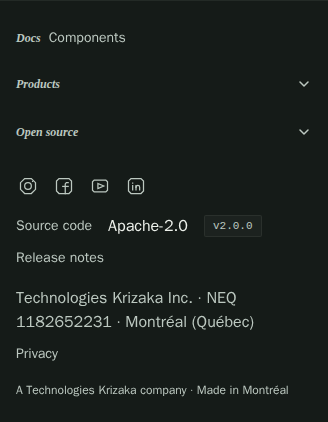 Docs Components
Products
Open source
Source code Apache-2.0 v2.0.0
Release notes
Technologies Krizaka Inc. · NEQ
1182652231 · Montréal (Québec)
Privacy
A Technologies Krizaka company · Made in Montréal